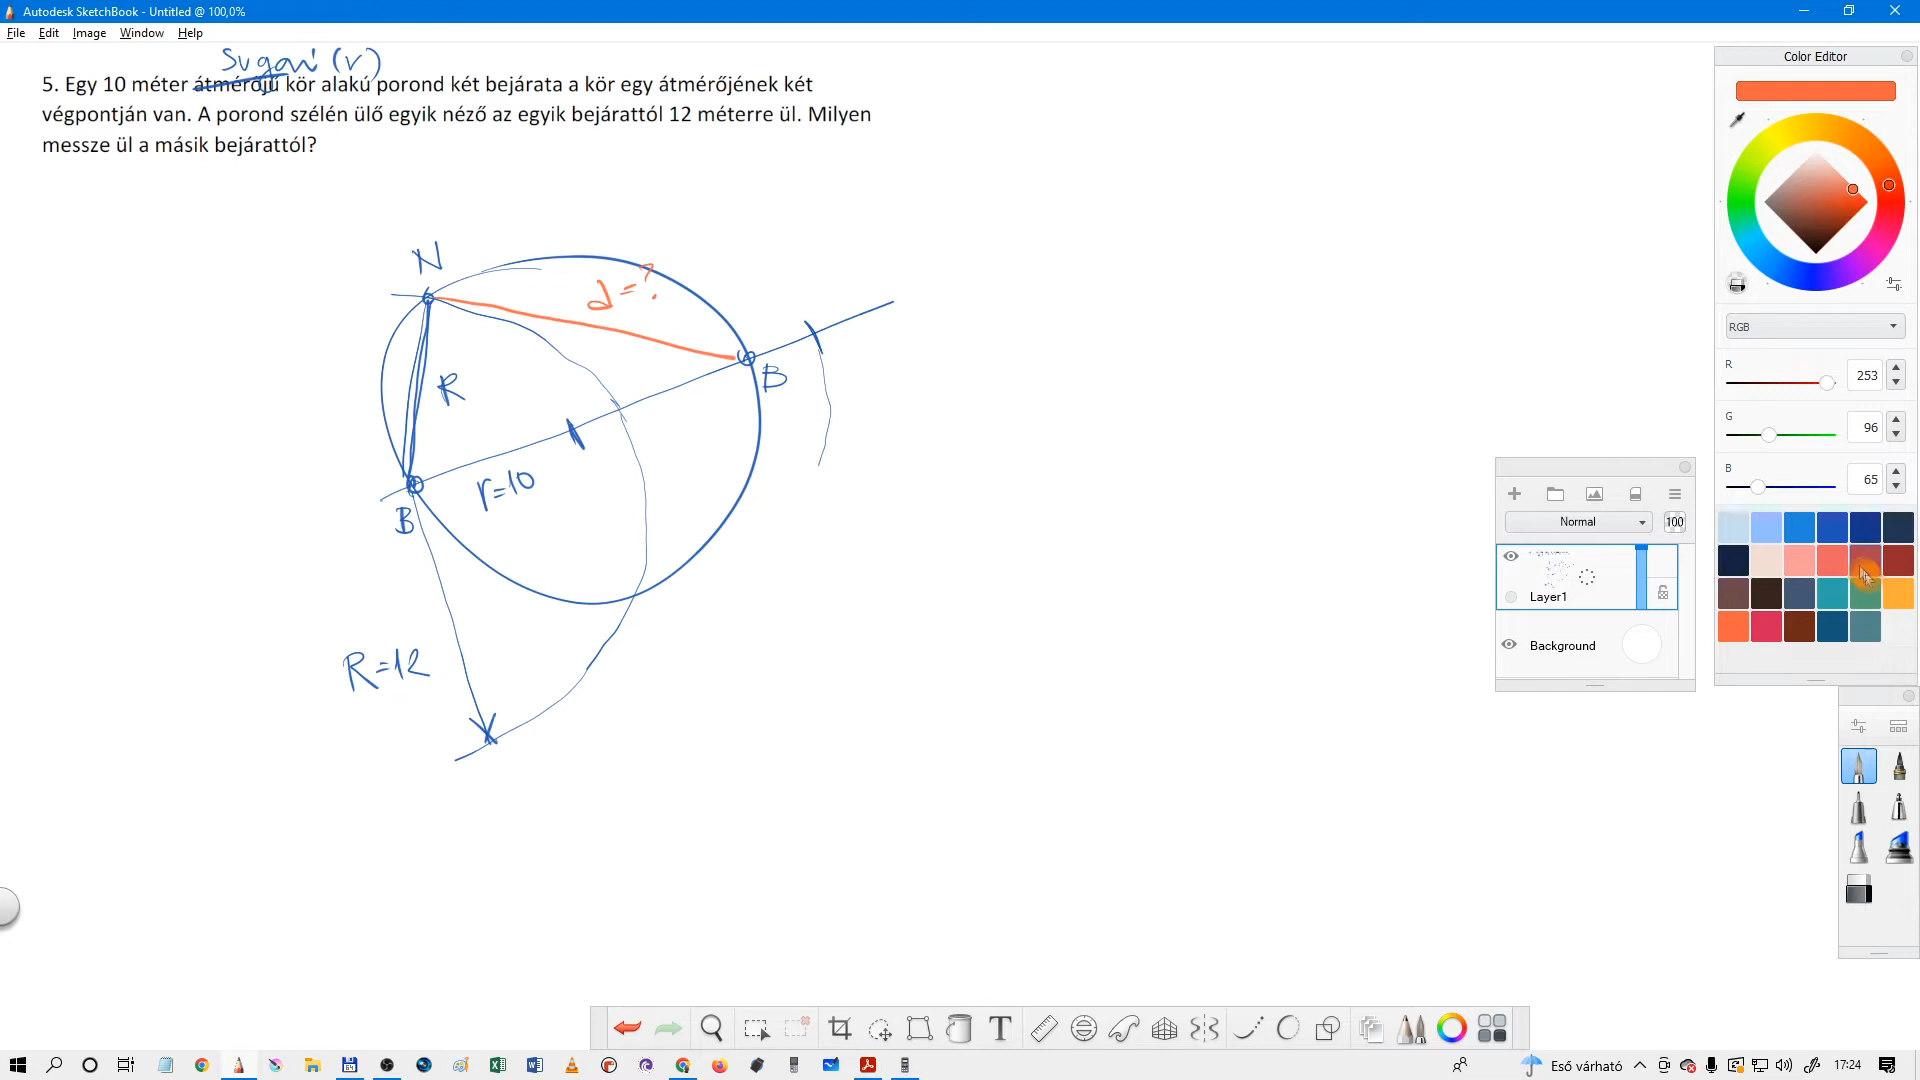 Autodesk SketchBook - Untitled @ 100,0%
File Edit Image Window Help
Sugarú (r)
5. Egy 10 méter átmérőjű kör alakú porond két bejárata a kör egy átmérőjének két
végpontján van. A porond szélén ülő egyik néző az egyik bejárattól 12 méterre ül. Milyen
messze ül a másik bejárattól?
N
d=?
B
R
r=10
B
R=12
Color Editor
RGB
R 253
G 96
B 65
Normal 100
Layer1
Background
T
64
Eső várható
17:24